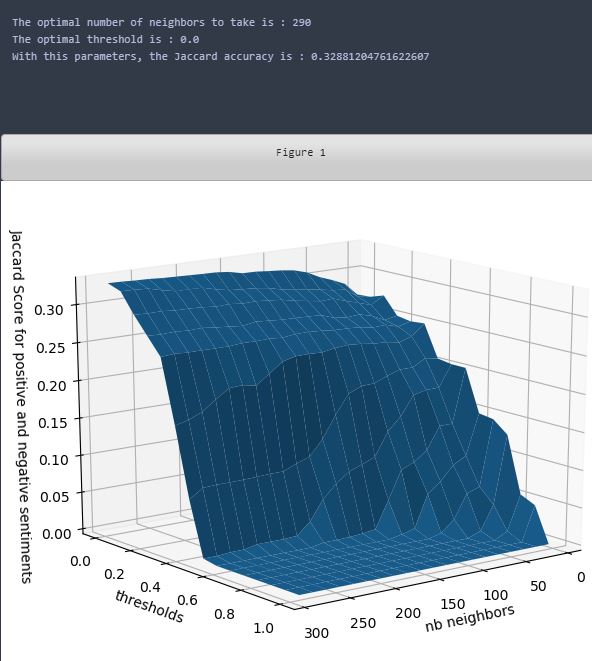 The optimal number of neighbors to take is : 290
The optimal threshold is : 0.0
With this parameters, the Jaccard accuracy is : 0.32881204761622607
Figure 1
Jaccard Score for positive and negative sentiments
0.30
0.25
0.20
0.15
0.10
0.05
0.00
0.0
0.2
0.4
0.6
0.8
1.0
thresholds
300
250
200
150
100
50
0
nb neighbors